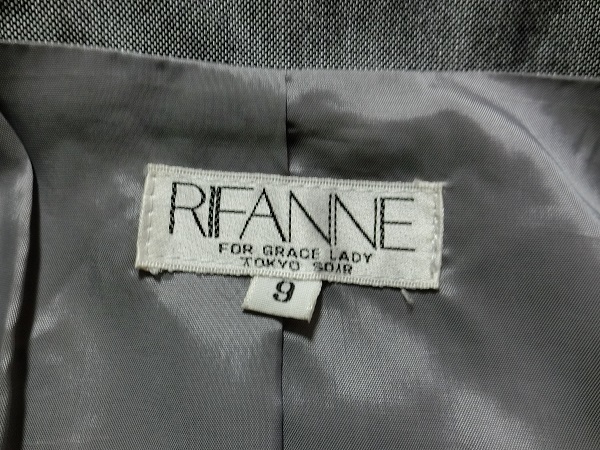 RIFANNE
FOR GRACE LADY
TOKYO SOIR
9